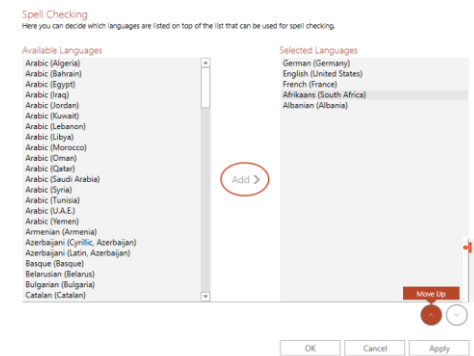 Spell Checking
Here you can decide which languages are listed on top of the list that can be used for spell checking.
Available Languages
Arabic (Algeria)
Arabic (Bahrain)
Arabic (Egypt)
Arabic (Iraq)
Arabic (Jordan)
Arabic (Kuwait)
Arabic (Lebanon)
Arabic (Libya)
Arabic (Morocco)
Arabic (Oman)
Arabic (Qatar)
Arabic (Saudi Arabia)
Arabic (Syria)
Arabic (Tunisia)
Arabic (U.A.E.)
Arabic (Yemen)
Armenian (Armenia)
Azerbaijani (Cyrillic, Azerbaijan)
Azerbaijani (Latin, Azerbaijan)
Basque (Basque)
Belarusian (Belarus)
Bulgarian (Bulgaria)
Catalan (Catalan)
Add
Selected Languages
German (Germany)
English (United States)
French (France)
Afrikaans (South Africa)
Albanian (Albania)
Move Up
OK Cancel Apply